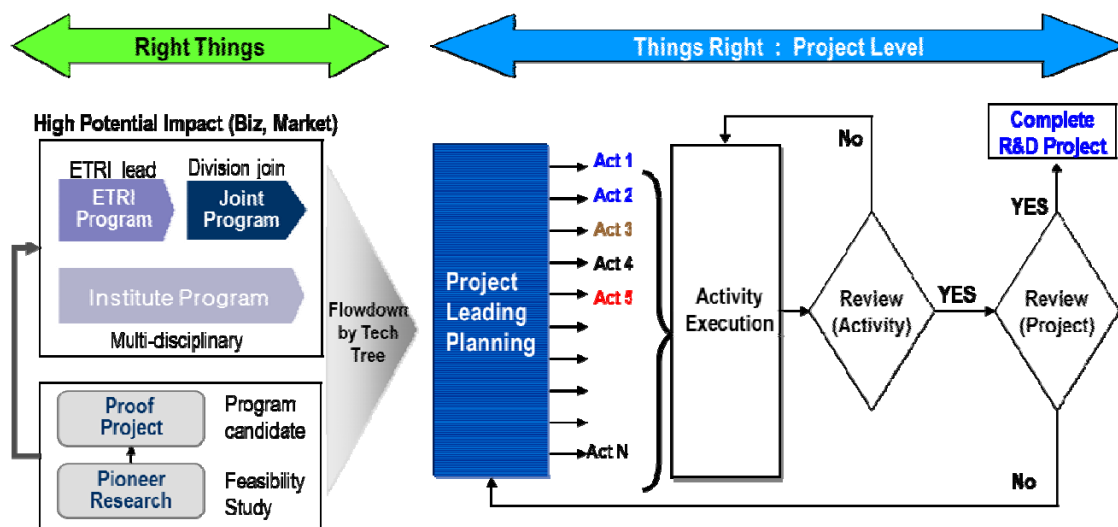 Right Things
Things Right : Project Level
High Potential Impact (Biz, Market)
ETRI lead
Division join
ETRI
Program
Joint
Program
Institute Program
Multi-disciplinary
Proof
Project
Program
candidate
Pioneer
Research
Feasibility
Study
Flowdown
by Tech
Tree
Project
Leading
Planning
Act 1
Act 2
Act 3
Act 4
Act 5
Act N
Activity
Execution
No
Review
(Activity)
YES
Review
(Project)
YES
Complete
R&D Project
No